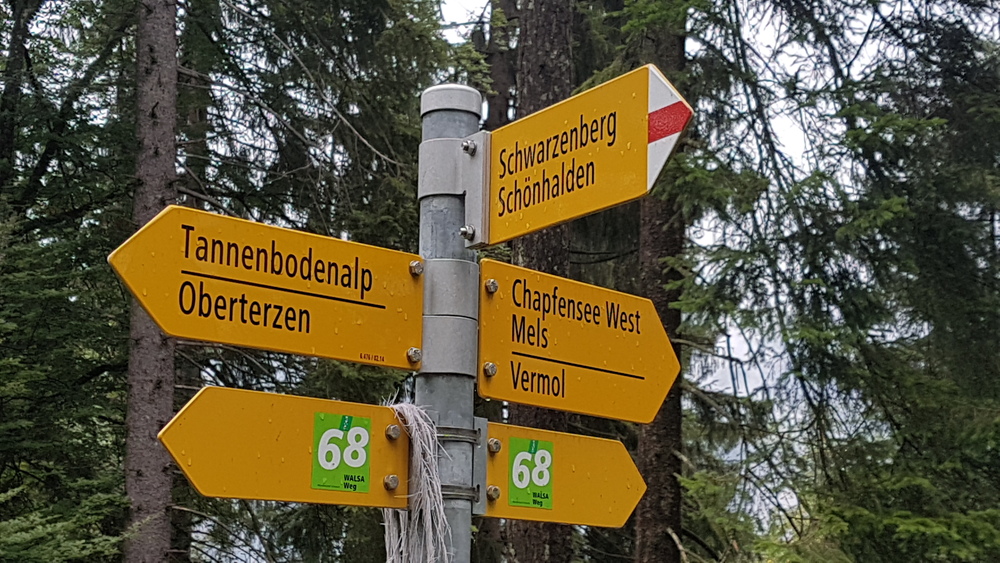 Schwarzenberg
Schönhalden
Tannenbodenalp
Oberterzen
Chapfensee West
Mels
Vermol
68
WALSA
Weg
68
WALSA
Weg